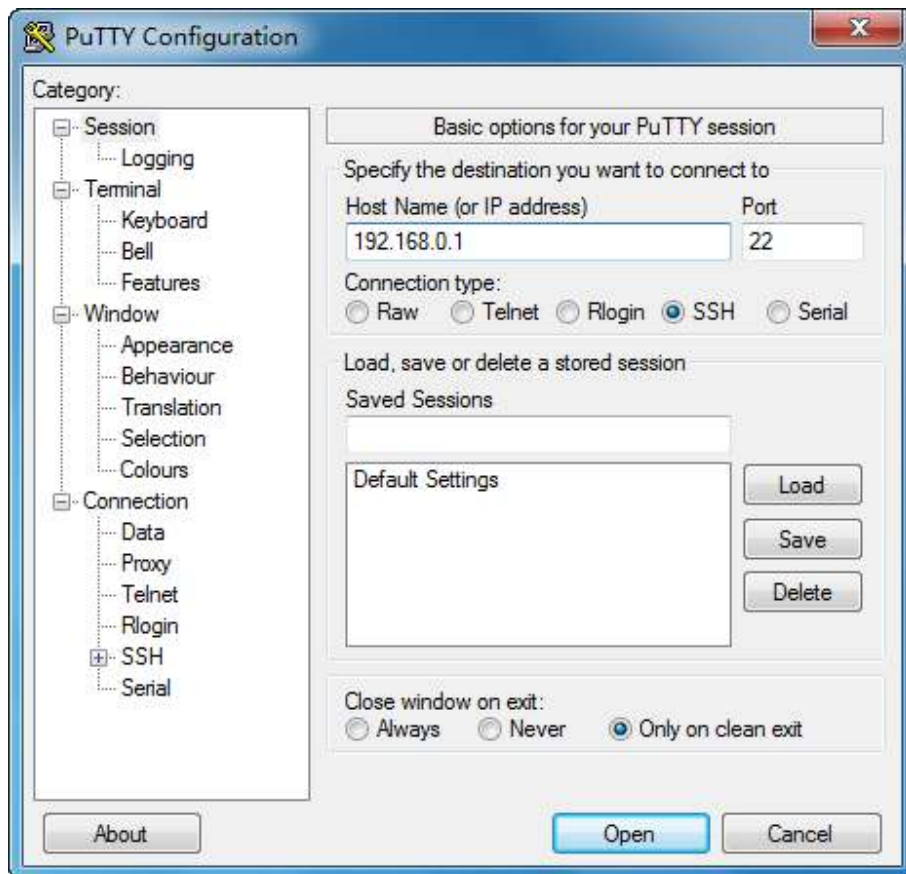 PuTTY Configuration
Category:
Session
Logging
Terminal
Keyboard
Bell
Features
Window
Appearance
Behaviour
Translation
Selection
Colours
Connection
Data
Proxy
Telnet
Rlogin
SSH
Serial
Basic options for your PuTTY session
Specify the destination you want to connect to
Host Name (or IP address) Port
192.168.0.1 22
Connection type:
Raw Telnet Rlogin SSH Serial
Load, save or delete a stored session
Saved Sessions
Default Settings
Load
Save
Delete
Close window on exit:
Always Never Only on clean exit
About Open Cancel